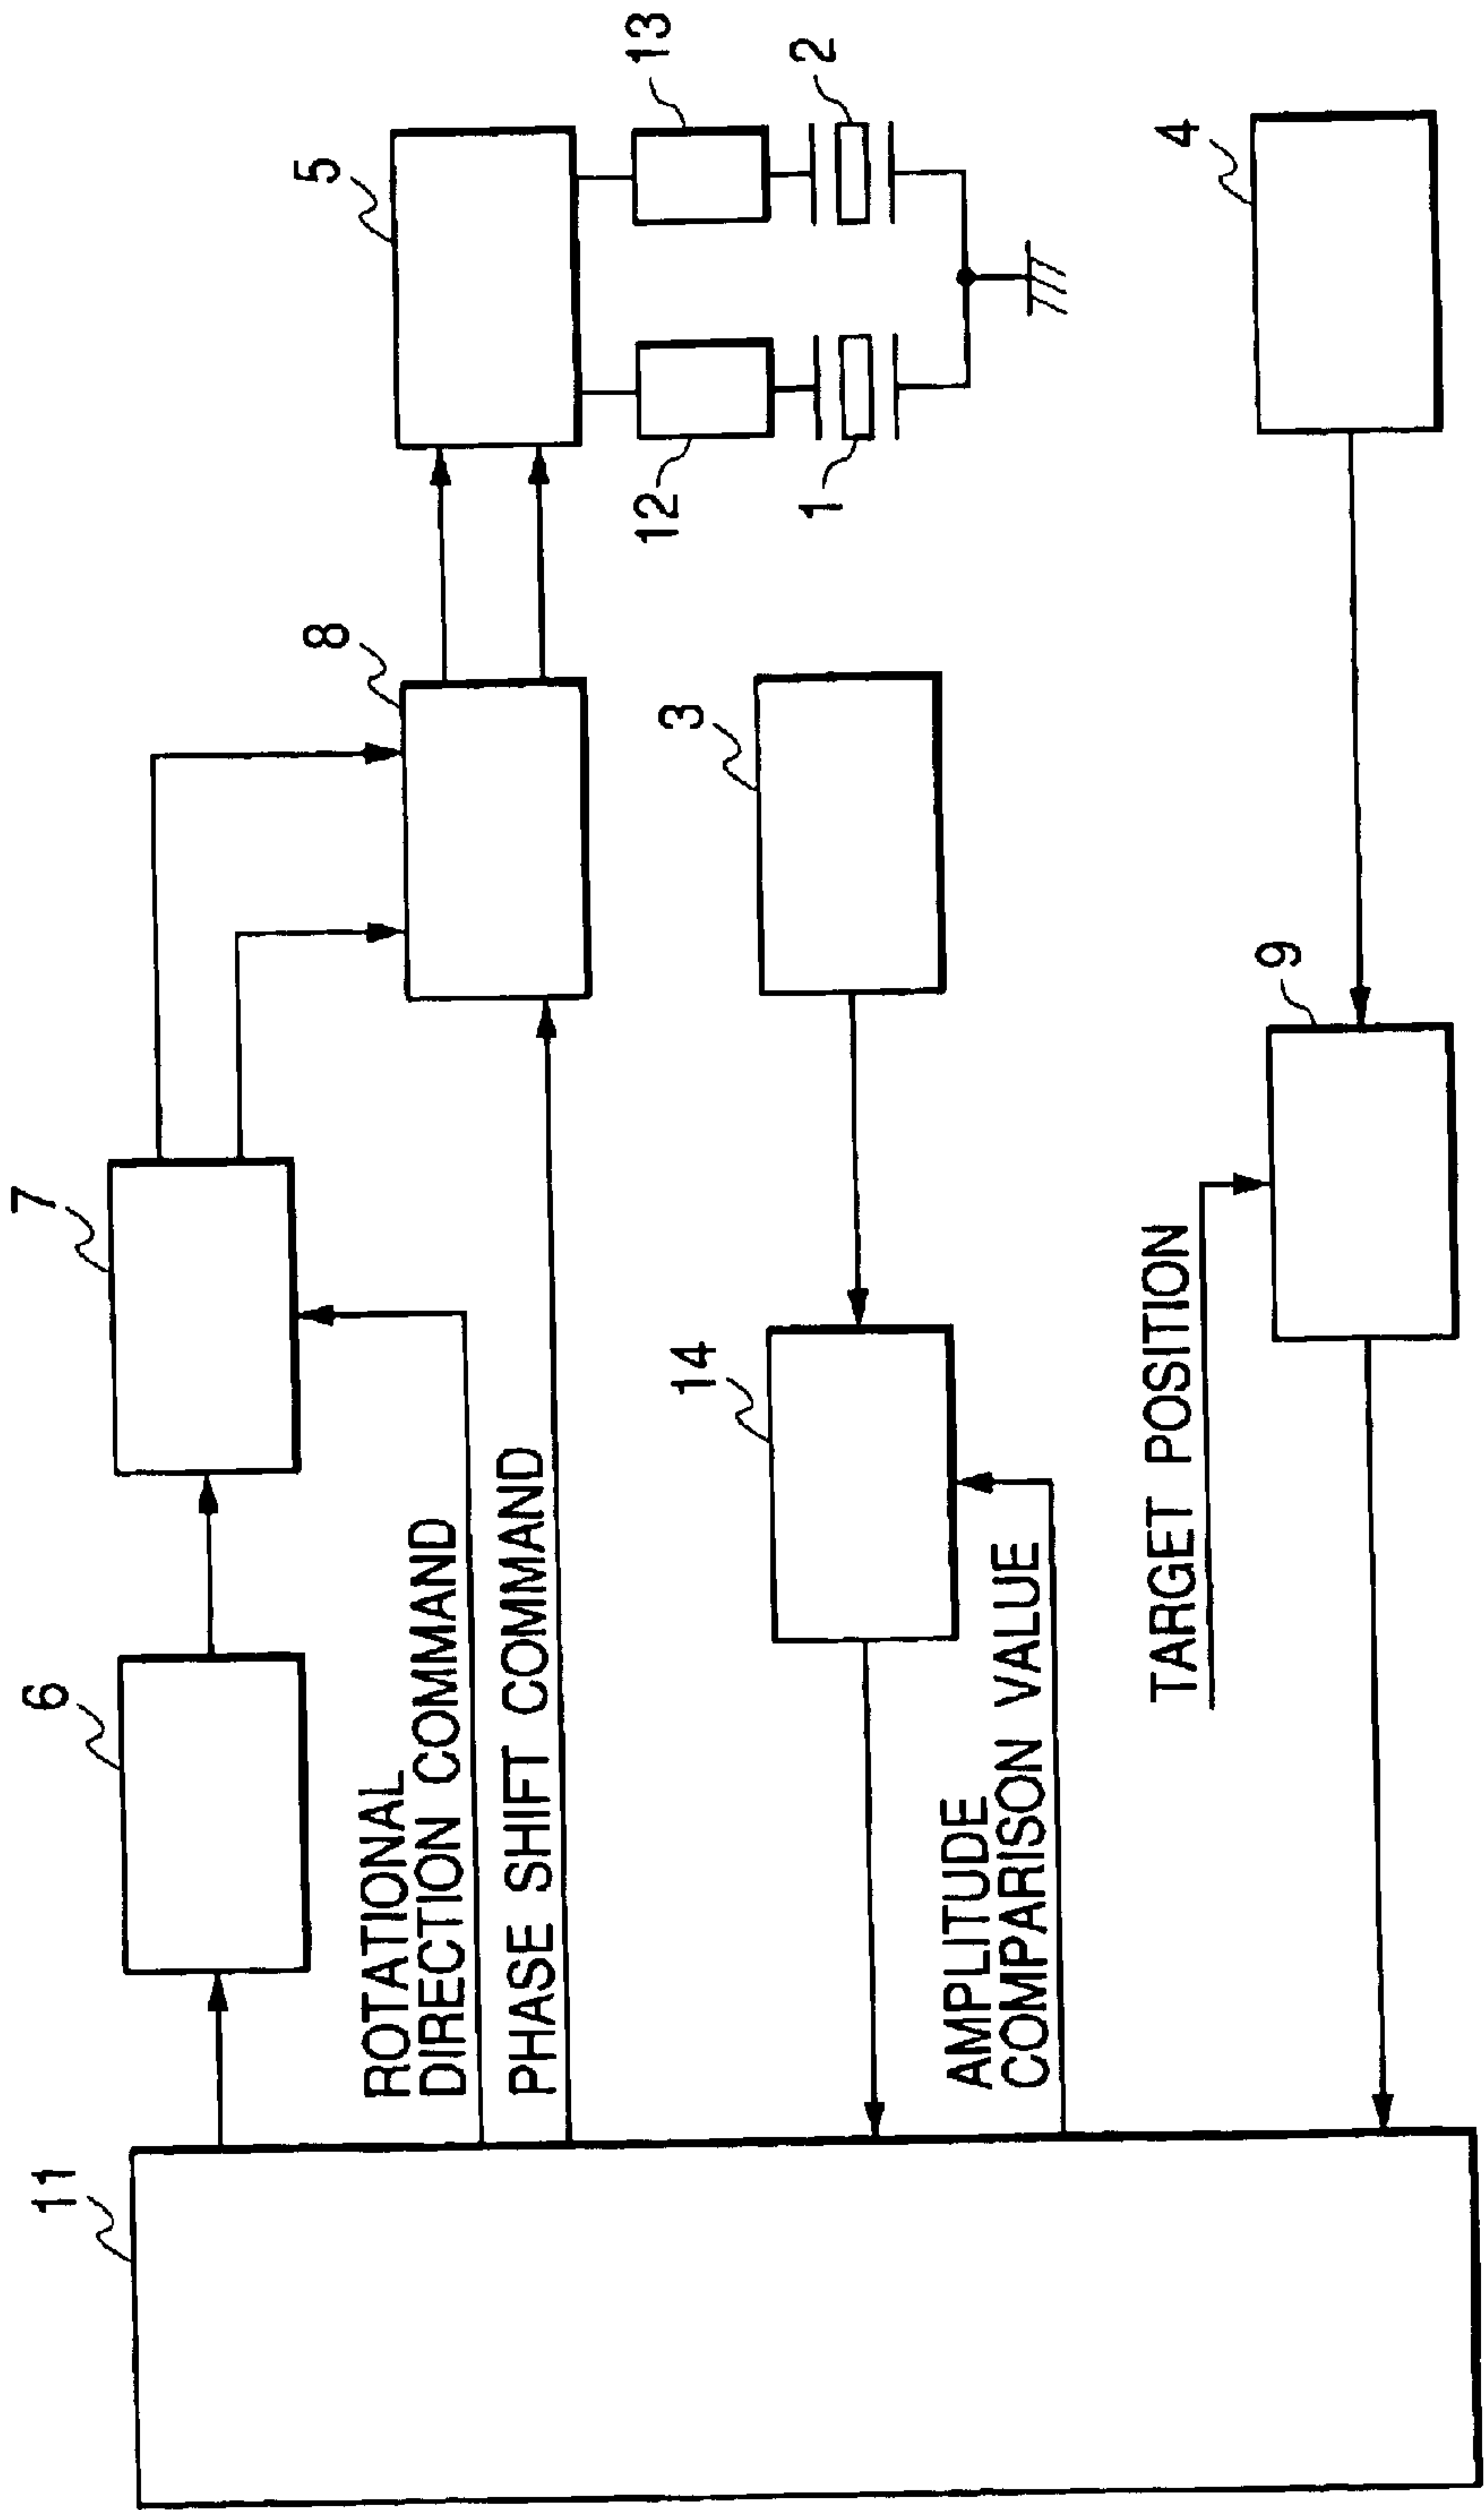 11
6
7
8
5
13
2
12
1
ROTATIONAL
DIRECTION COMMAND
PHASE SHIFT COMMAND
14
3
AMPLITUDE
COMPARISON VALUE
TARGET POSITION
9
4